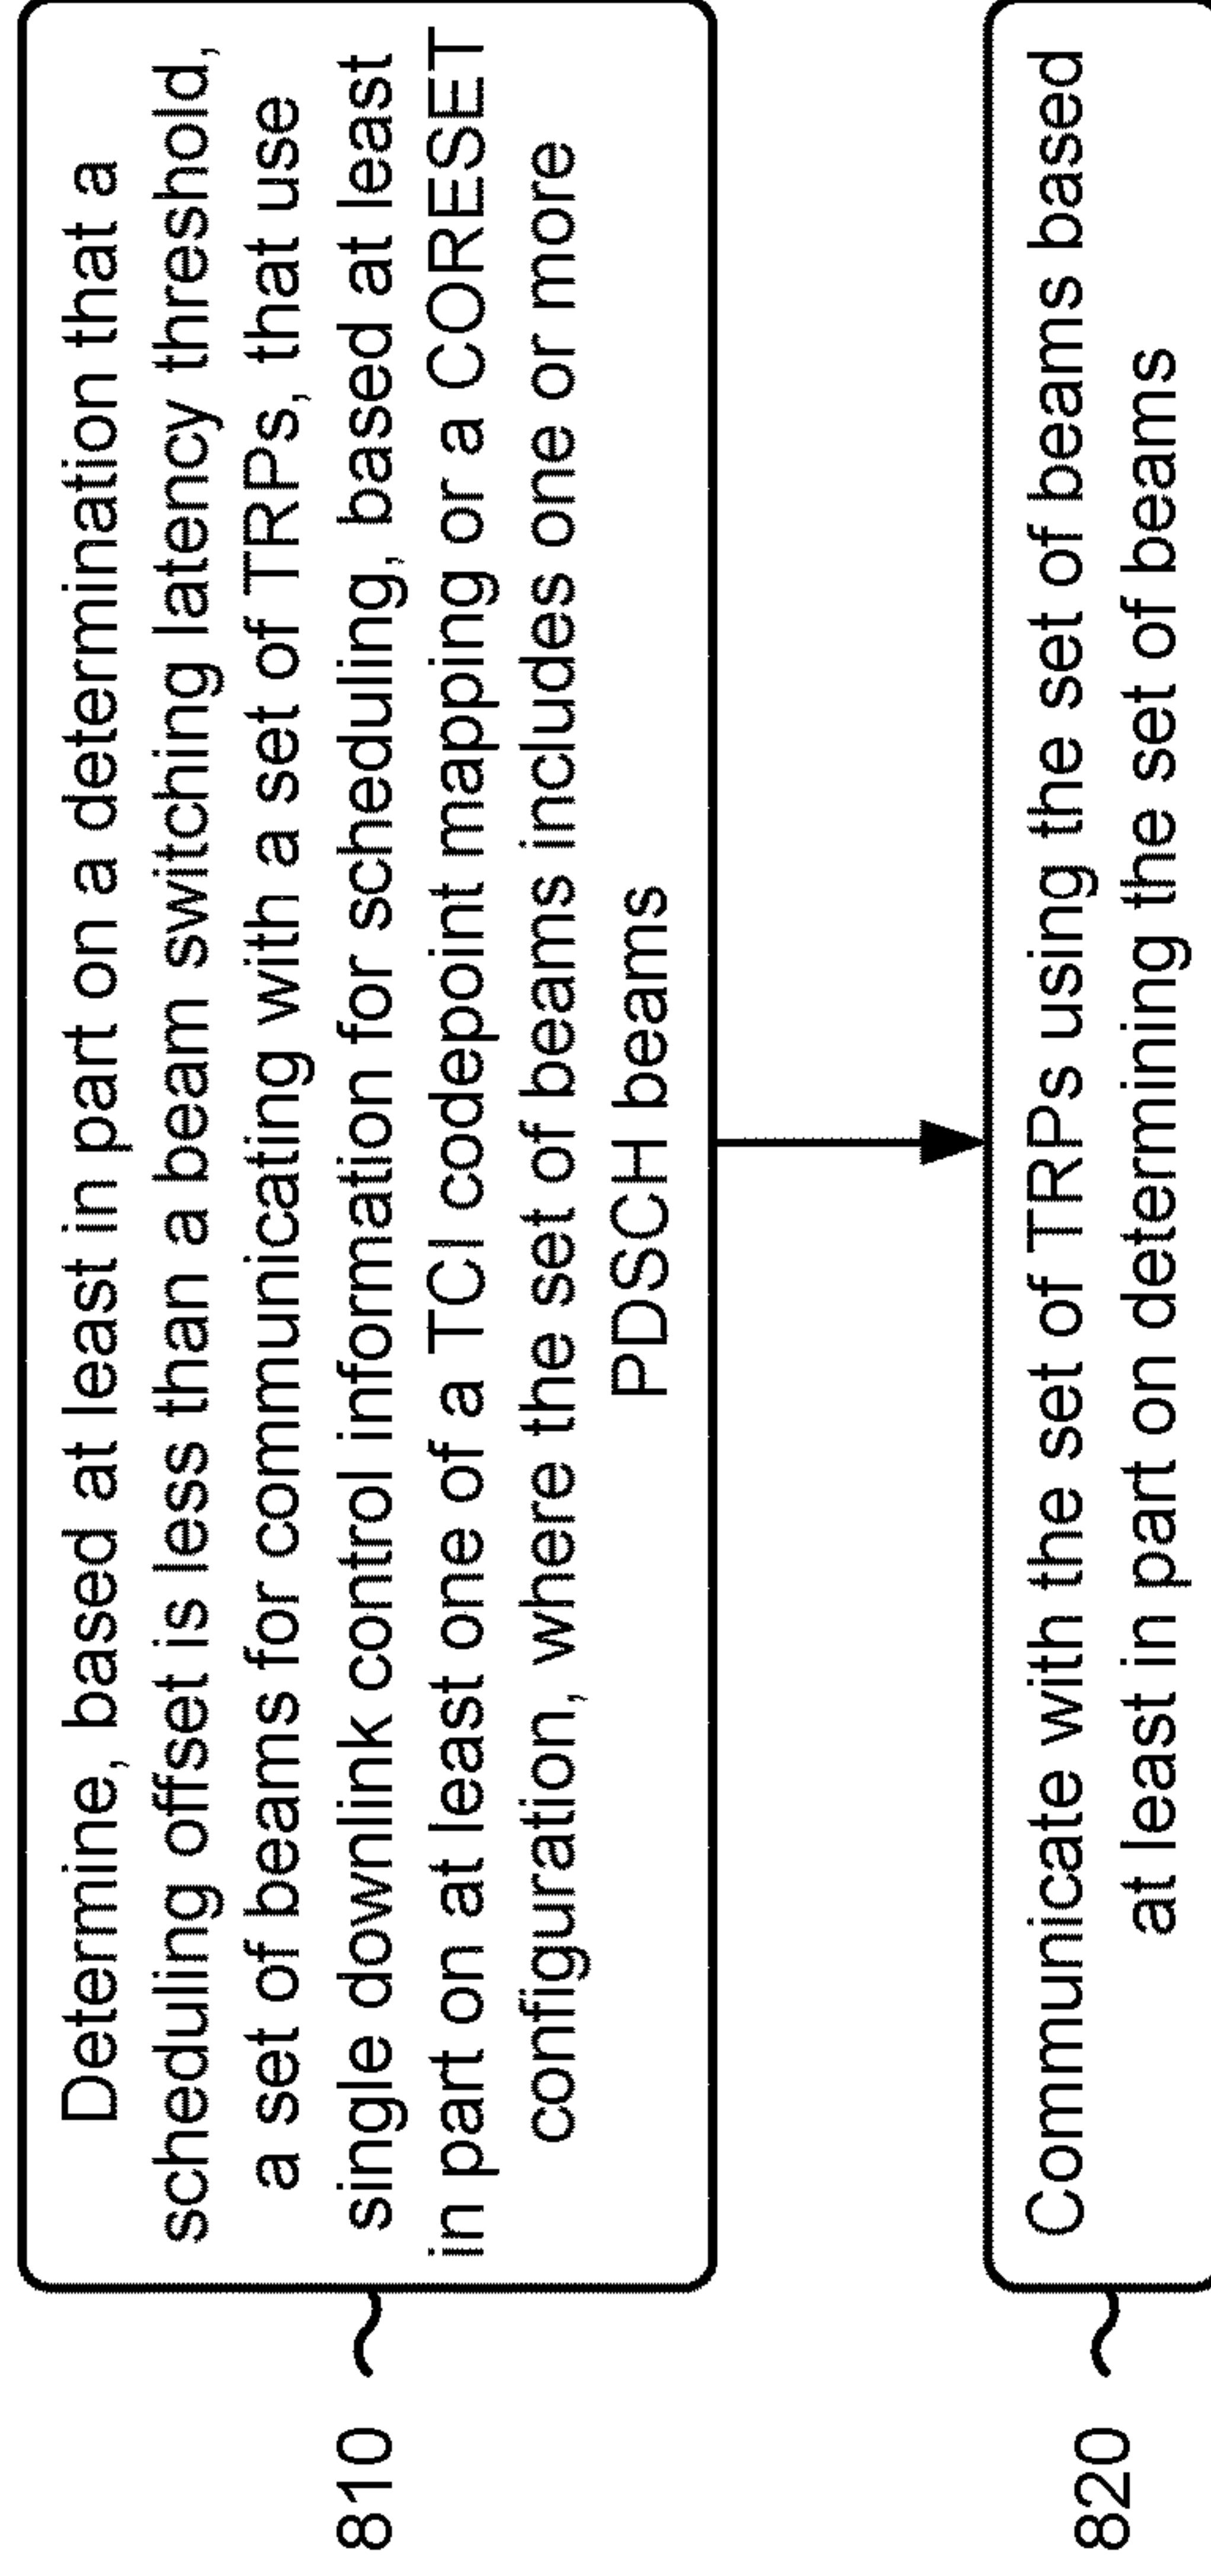 810
Determine, based at least in part on a determination that a
scheduling offset is less than a beam switching latency threshold,
a set of beams for communicating with a set of TRPs, that use
single downlink control information for scheduling, based at least
in part on at least one of a TCI codepoint mapping or a CORESET
configuration, where the set of beams includes one or more
PDSCH beams
820
Communicate with the set of TRPs using the set of beams based
at least in part on determining the set of beams